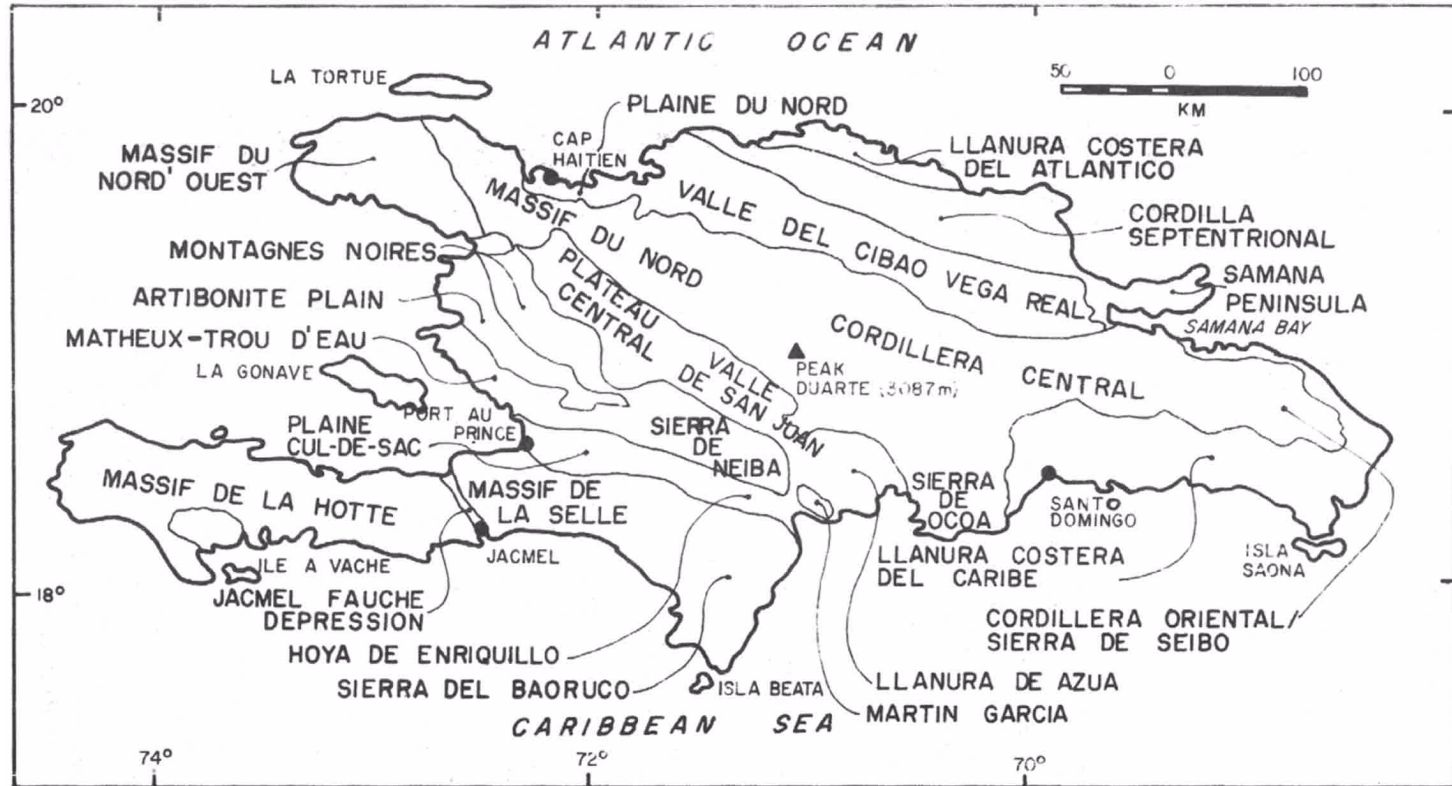 ATLANTIC OCEAN
LA TORTUE
50 0 100
KM
20°
PLAINE DU NORD
CAP
HAITIEN
MASSIF DU
NORD' OUEST
LLANURA COSTERA
DEL ATLANTICO
MASSIF DU NORD
VALLE DEL CIBAO VEGA REAL
CORDILLA
SEPTENTRIONAL
MONTAGNES NOIRES
PLATEAU
CENTRAL
SAMANA
PENINSULA
SAMANA BAY
ARTIBONITE PLAIN
MATHEUX-TROU D'EAU
LA GONAVE
VALLE
DE SAN JUAN
CORDILLERA
CENTRAL
PEAK
DUARTE (3087m)
PORT AU
PRINCE
PLAINE
CUL-DE-SAC
SIERRA
DE
NEIBA
MASSIF DE LA HOTTE
MASSIF DE
LA SELLE
SIERRA
DE
OCOA
SANTO
DOMINGO
JACMEL
ILE A VACHE
LLANURA COSTERA
DEL CARIBE
ISLA
SAONA
18°
JACMEL FAUCHE
DEPRESSION
CORDILLERA ORIENTAL/
SIERRA DE SEIBO
HOYA DE ENRIQUILLO
SIERRA DEL BAORUCO
ISLA BEATA
LLANURA DE AZUA
MARTIN GARCIA
CARIBBEAN SEA
74°
72°
70°